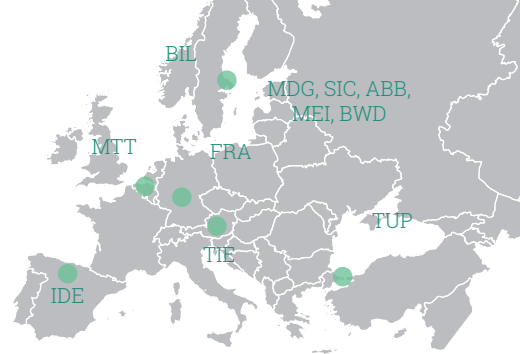 BIL
MDG, SIC, ABB,
MEI, BWD
MTT
FRA
TUP
TIE
IDE